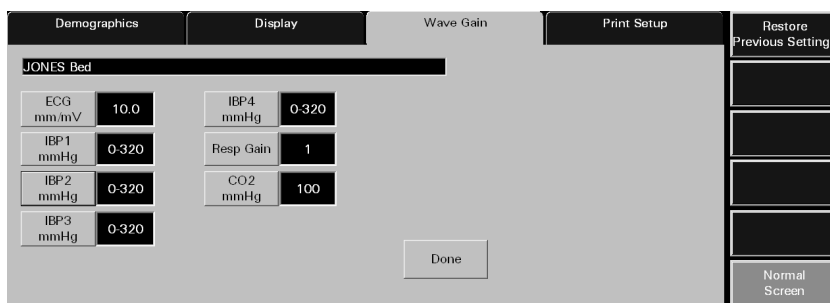 Demographics
Display
Wave Gain
Print Setup
Restore
Previous Setting
JONES Bed
ECG
mm/mV
10.0
IBP4
mmHg
0-320
IBP1
mmHg
0-320
Resp Gain
1
IBP2
mmHg
0-320
CO2
mmHg
100
IBP3
mmHg
0-320
Done
Normal
Screen